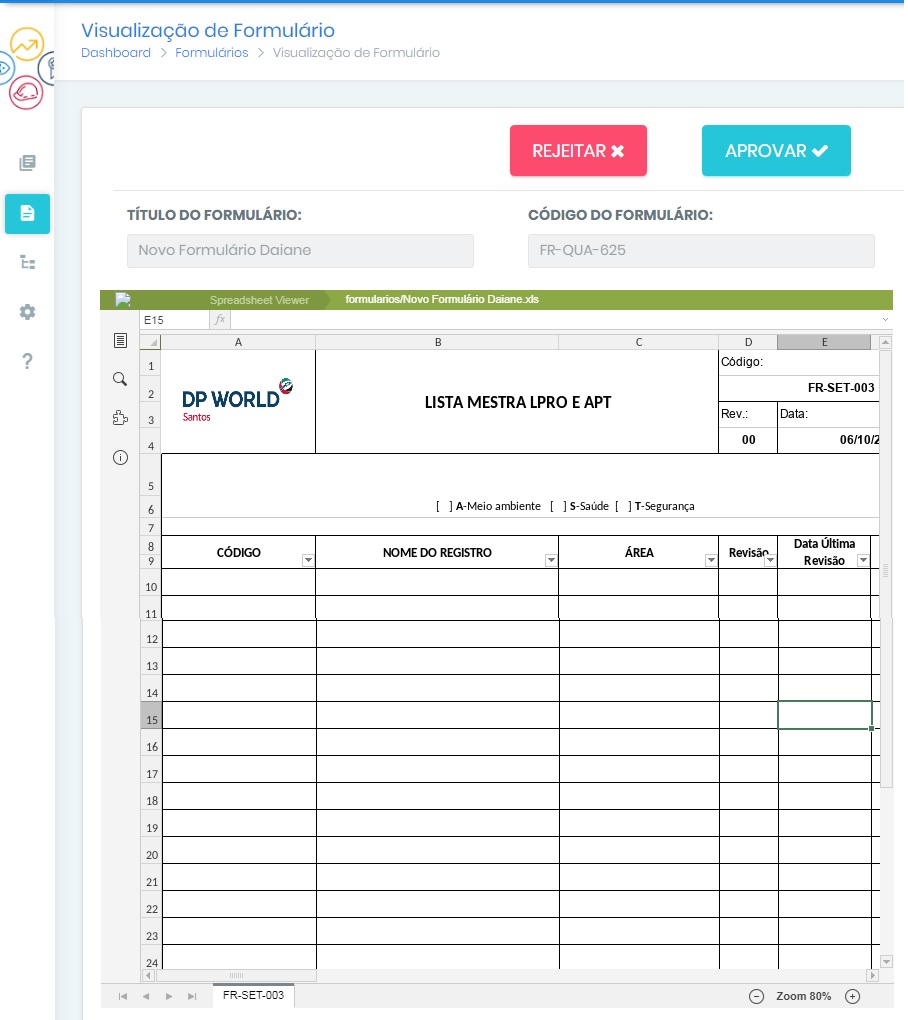 Visualização de Formulário
Dashboard > Formulários > Visualização de Formulário
REJEITAR ✖ APROVAR ✔
TÍTULO DO FORMULÁRIO: CÓDIGO DO FORMULÁRIO:
Novo Formulário Daiane FR-QUA-625
Spreadsheet Viewer formularios/Novo Formulário Daiane.xls
E15 fx
A B C D E
1 Código:
2 FR-SET-003
DP WORLD
Santos
LISTA MESTRA LPRO E APT
3 Rev.: Data:
4 00 06/10/2
5
6 [ ] A-Meio ambiente [ ] S-Saúde [ ] T-Segurança
7
8 CÓDIGO NOME DO REGISTRO ÁREA Revisão Data Última
9 Revisão
10
11
12
13
14
15
16
17
18
19
20
21
22
23
24
FR-SET-003 Zoom 80%